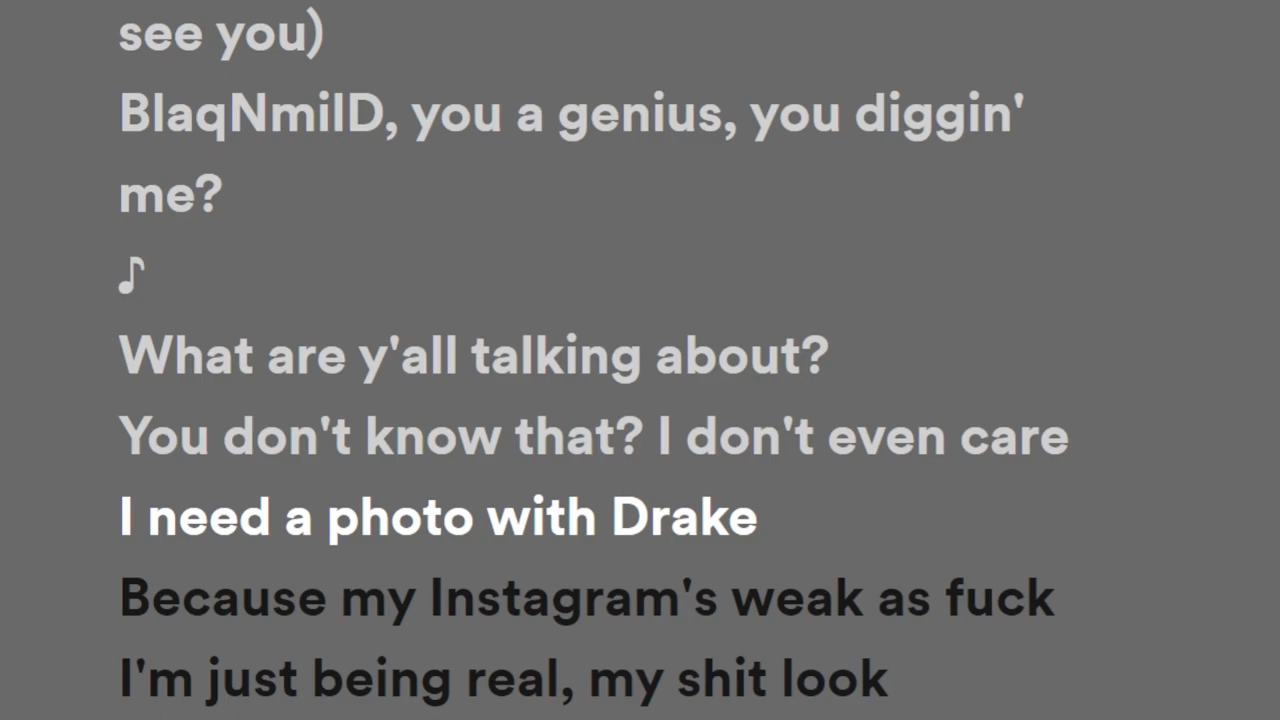 see you)
BlaqNmilD, you a genius, you diggin'
me?
♪
What are y'all talking about?
You don't know that? I don't even care
I need a photo with Drake
Because my Instagram's weak as fuck
I'm just being real, my shit look